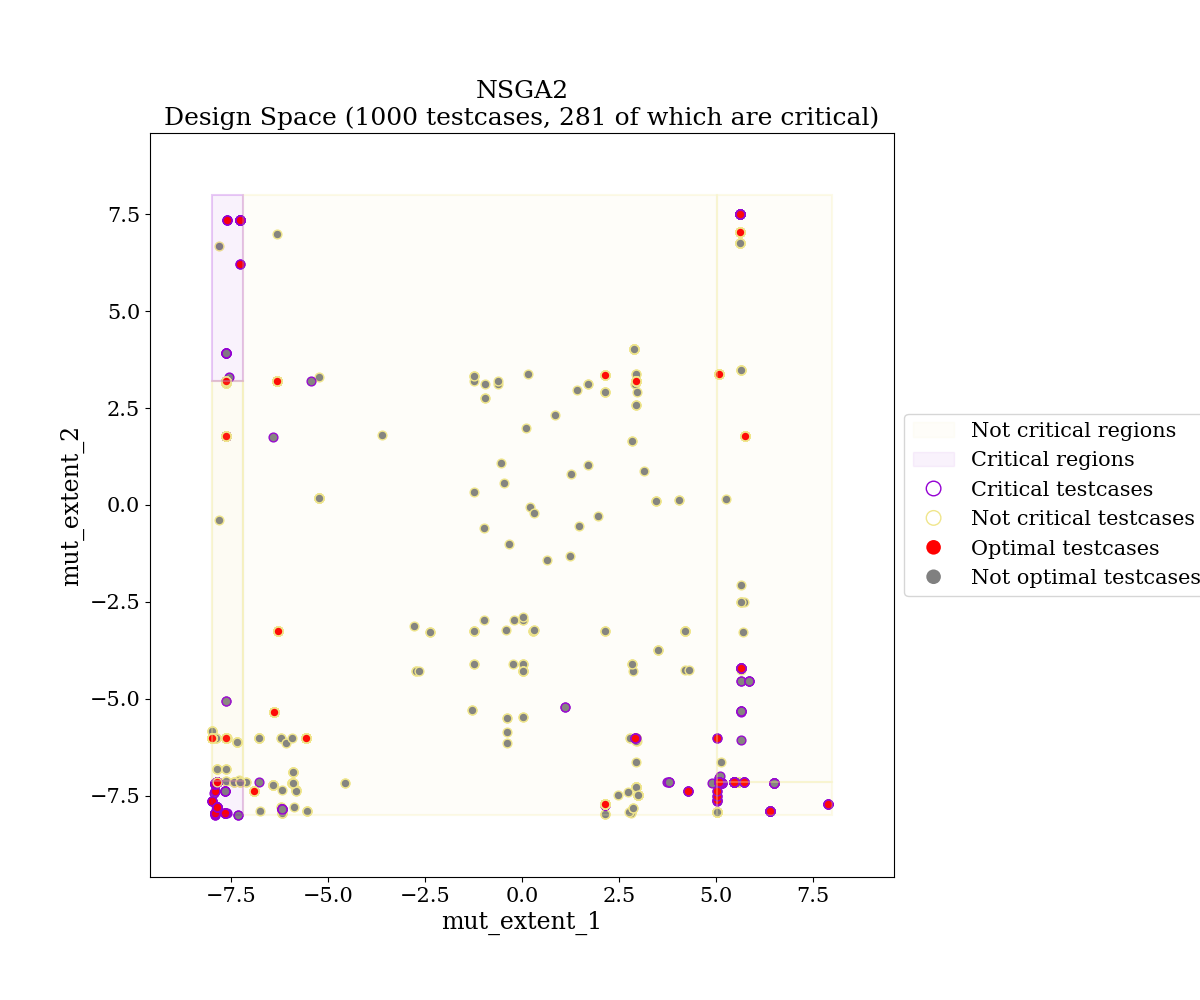 NSGA2
Design Space (1000 testcases, 281 of which are critical)
mut_extent_2
7.5
5.0
2.5
0.0
−2.5
−5.0
−7.5
−7.5
−5.0
−2.5
0.0
2.5
5.0
7.5
mut_extent_1
Not critical regions
Critical regions
Critical testcases
Not critical testcases
Optimal testcases
Not optimal testcases